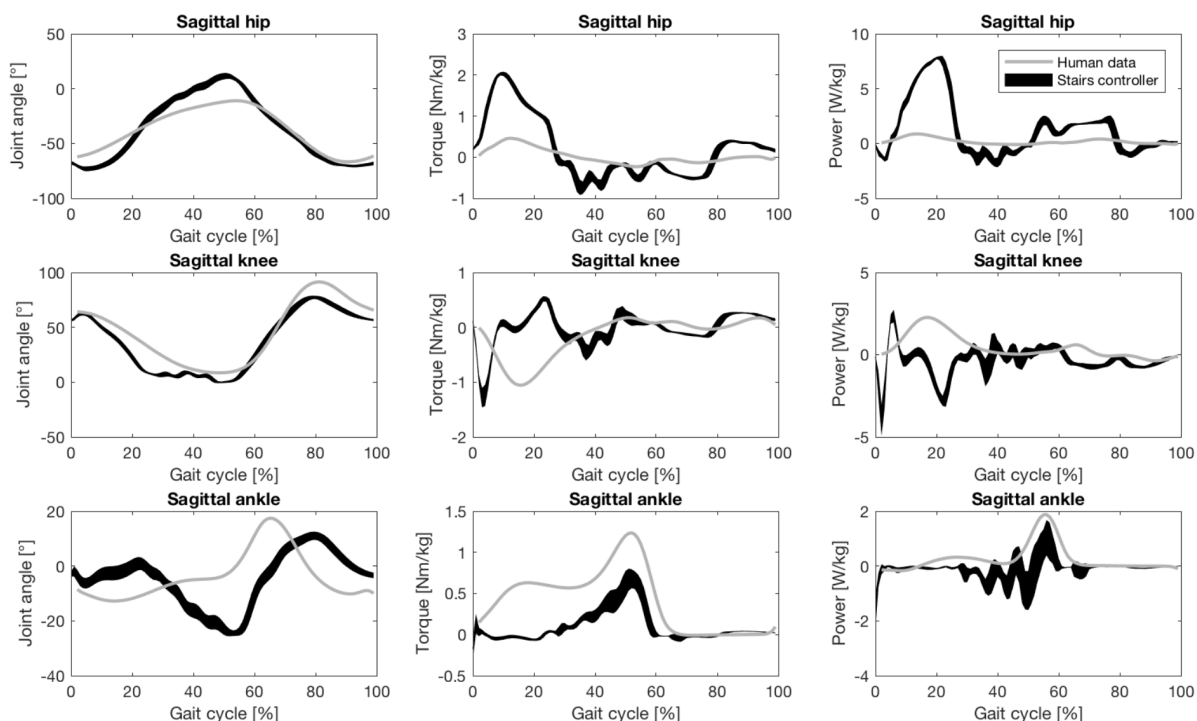 Sagittal hip
Joint angle [°]
50
0
-50
-100
0 20 40 60 80 100
Gait cycle [%]
Sagittal hip
Torque [Nm/kg]
3
2
1
0
-1
0 20 40 60 80 100
Gait cycle [%]
Sagittal hip
Power [W/kg]
10
5
0
-5
Human data
Stairs controller
0 20 40 60 80 100
Gait cycle [%]
Sagittal knee
Joint angle [°]
100
50
0
-50
0 20 40 60 80 100
Gait cycle [%]
Sagittal knee
Torque [Nm/kg]
1
0
-1
-2
0 20 40 60 80 100
Gait cycle [%]
Sagittal knee
Power [W/kg]
5
0
-5
0 20 40 60 80 100
Gait cycle [%]
Sagittal ankle
Joint angle [°]
20
0
-20
-40
0 20 40 60 80 100
Gait cycle [%]
Sagittal ankle
Torque [Nm/kg]
1.5
1
0.5
0
-0.5
0 20 40 60 80 100
Gait cycle [%]
Sagittal ankle
Power [W/kg]
2
0
-2
-4
0 20 40 60 80 100
Gait cycle [%]